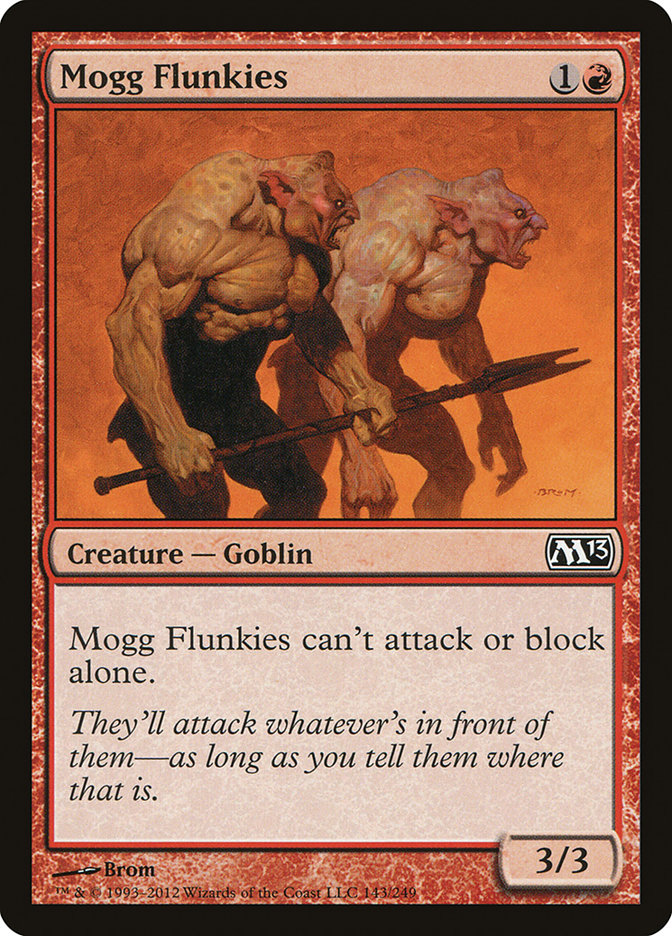 Mogg Flunkies 1
BROM
Creature — Goblin M13
Mogg Flunkies can't attack or block
alone.
They'll attack whatever's in front of
them—as long as you tell them where
that is.
3/3
Brom
™ & © 1993–2012 Wizards of the Coast LLC 143/249